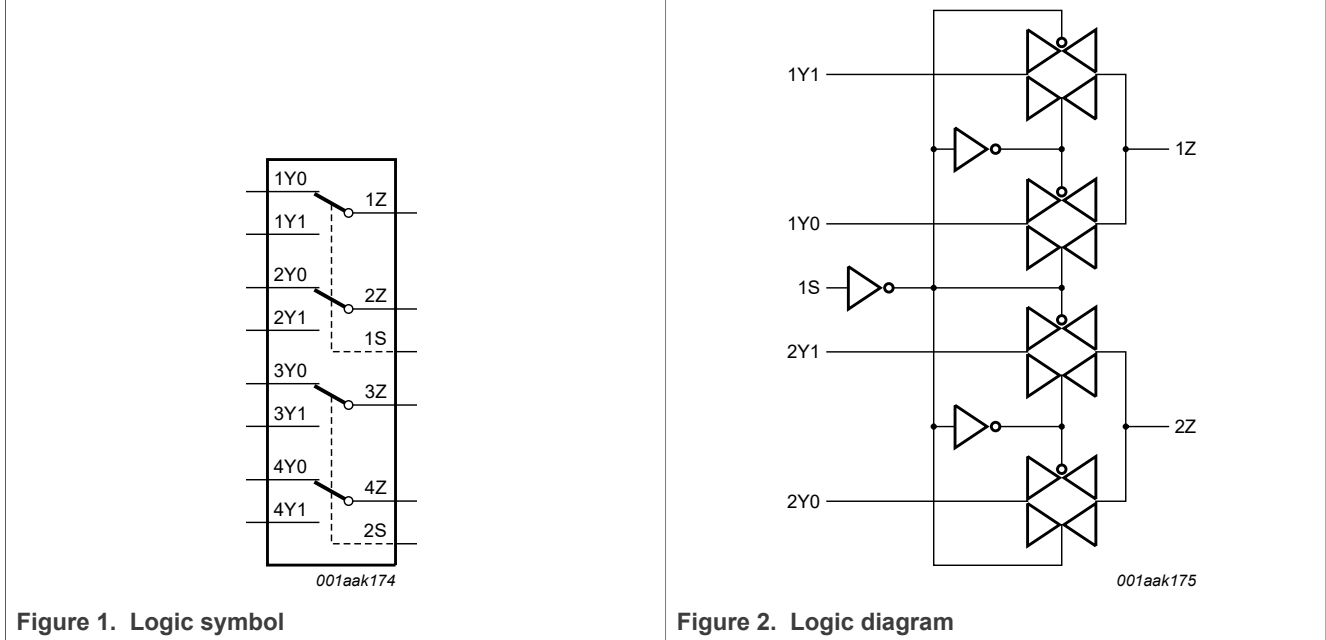 1Y0
1Z
1Y1
2Y0
2Z
2Y1
1S
3Y0
3Z
3Y1
4Y0
4Z
4Y1
2S
001aak174
Figure 1. Logic symbol
1Y1
1Z
1Y0
1S
2Y1
2Z
2Y0
001aak175
Figure 2. Logic diagram